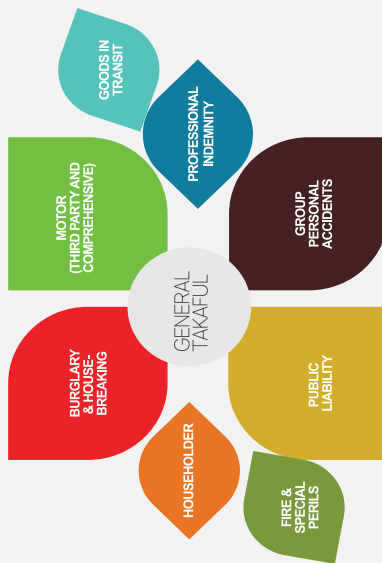 BURGLARY
& HOUSE-
BREAKING
MOTOR
(THIRD PARTY AND
COMPREHENSIVE)
GOODS IN
TRANSIT
HOUSEHOLDER
GENERAL
TAKAFUL
PROFESSIONAL
INDEMNITY
FIRE &
SPECIAL
PERILS
PUBLIC
LIABILITY
GROUP
PERSONAL
ACCIDENTS